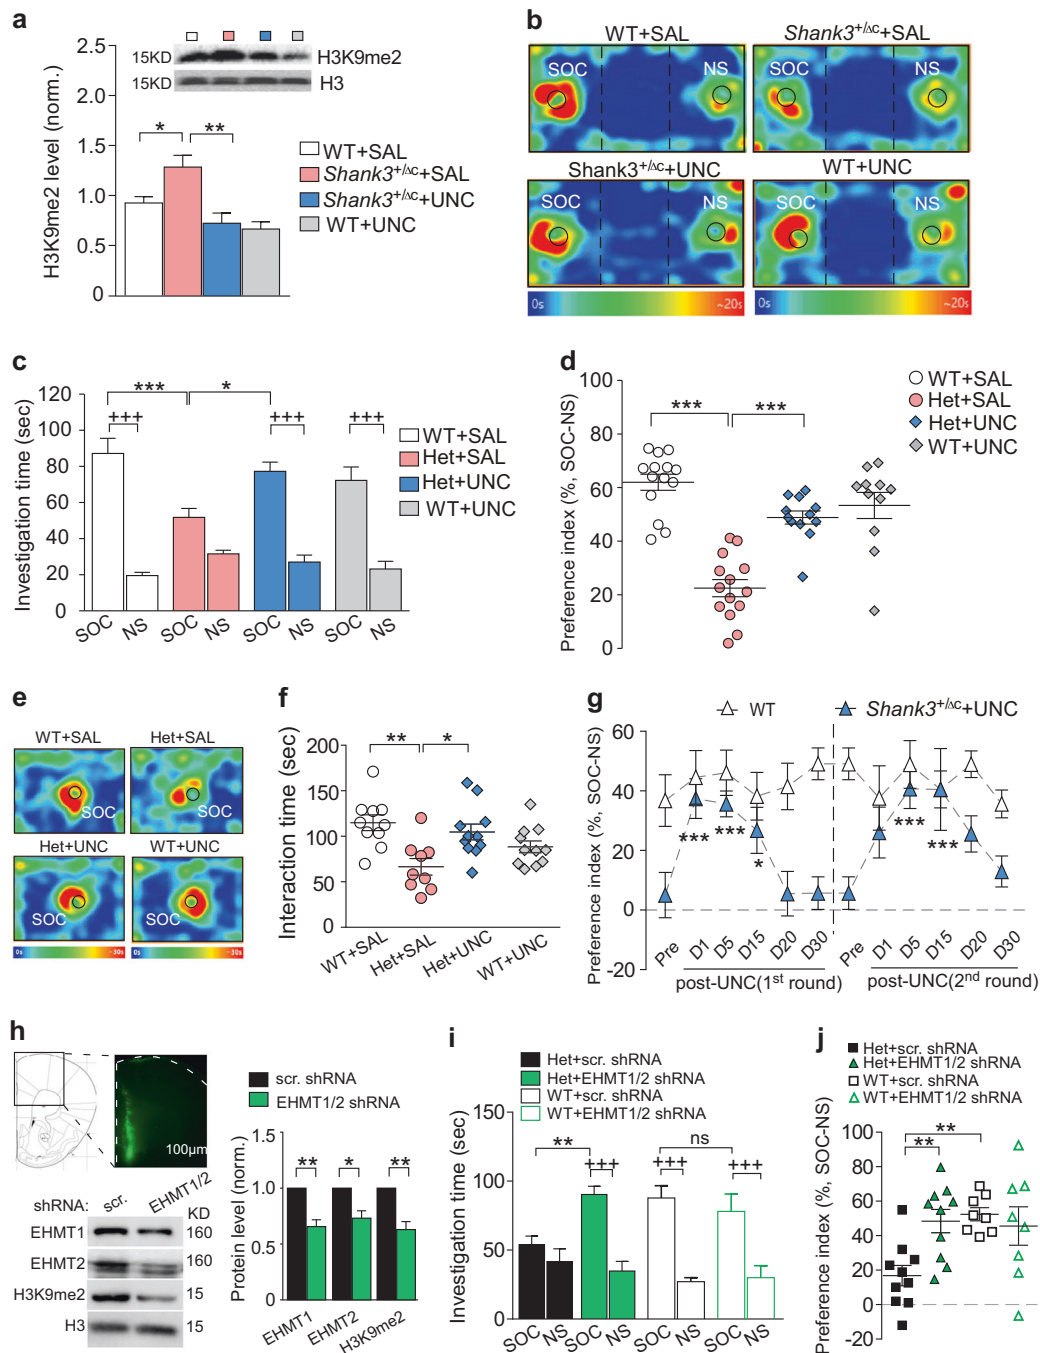 a
H3K9me2 level (norm.)
2.5
2.0
1.5
1.0
0.5
0
15KD
H3K9me2
15KD
H3
*
**
WT+SAL
Shank3+/ΔC+SAL
Shank3+/ΔC+UNC
WT+UNC
b
WT+SAL
Shank3+/ΔC+SAL
SOC
NS
SOC
NS
Shank3+/ΔC+UNC
WT+UNC
SOC
NS
SOC
NS
0s
~20s
0s
~20s
c
Investigation time (sec)
120
100
80
60
40
20
0
***
*
+++
+++
+++
WT+SAL
Het+SAL
Het+UNC
WT+UNC
SOC
NS
SOC
NS
SOC
NS
SOC
NS
d
Preference index (%, SOC-NS)
100
80
60
40
20
0
***
***
WT+SAL
Het+SAL
Het+UNC
WT+UNC
e
WT+SAL
Het+SAL
SOC
SOC
Het+UNC
WT+UNC
SOC
SOC
0s
~30s
0s
~30s
f
Interaction time (sec)
200
150
100
50
0
**
*
WT+SAL
Het+SAL
Het+UNC
WT+UNC
g
WT
Shank3+/ΔC+UNC
Preference index (%, SOC-NS)
60
40
20
0
-20
***
***
*
***
***
Pre
D1
D5
D15
D20
D30
Pre
D1
D5
D15
D20
D30
post-UNC(1st round)
post-UNC(2nd round)
h
100μm
shRNA:
scr.
EHMT1/2
KD
EHMT1
160
EHMT2
160
H3K9me2
15
H3
15
scr. shRNA
EHMT1/2 shRNA
Protein level (norm.)
1.5
1.0
0.5
0
**
*
**
EHMT1
EHMT2
H3K9me2
i
Het+scr. shRNA
Het+EHMT1/2 shRNA
WT+scr. shRNA
WT+EHMT1/2 shRNA
Investigation time (sec)
150
100
50
0
**
ns
+++
+++
+++
SOC
NS
SOC
NS
SOC
NS
SOC
NS
j
Het+scr. shRNA
Het+EHMT1/2 shRNA
WT+scr. shRNA
WT+EHMT1/2 shRNA
Preference index (%, SOC-NS)
100
80
60
40
20
0
-20
**
**